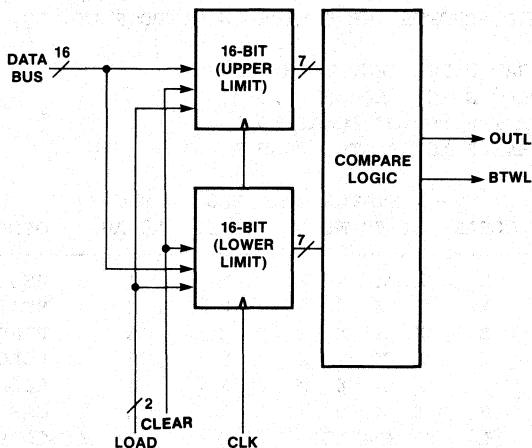 16
DATA
BUS
16-BIT
(UPPER
LIMIT)
7
COMPARE
LOGIC
OUTL
BTWL
16-BIT
(LOWER
LIMIT)
7
2
CLEAR
LOAD
CLK